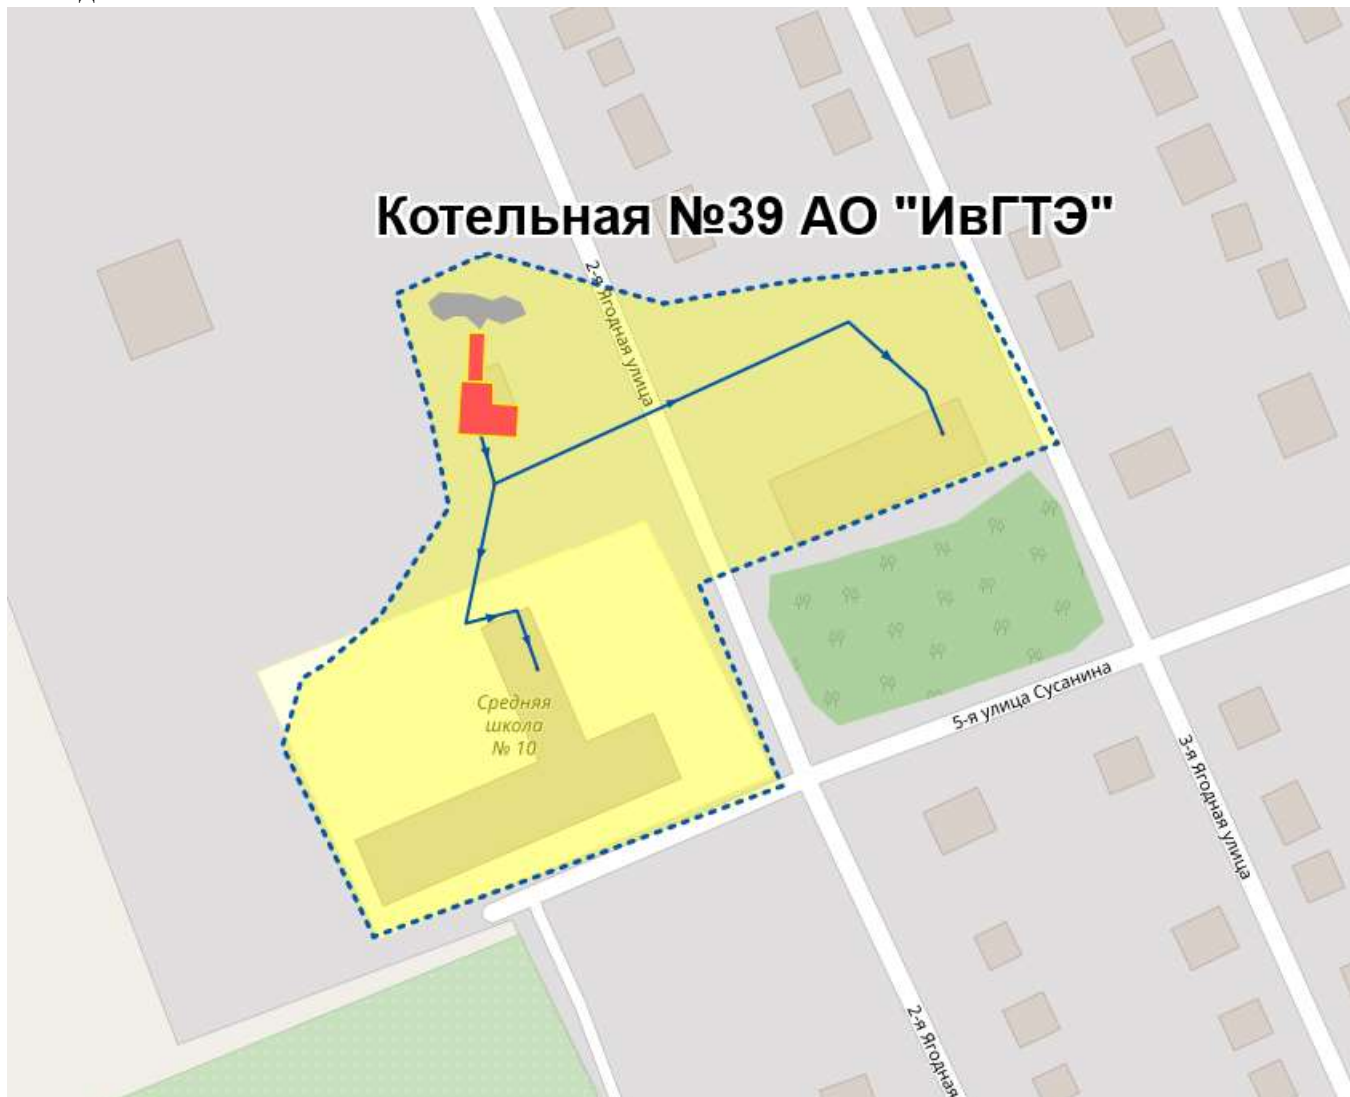 Котельная №39 АО "ИвГТЭ"
2-я Ягодная улица
Средняя
школа
№ 10
5-я улица Сусанина
3-я Ягодная улица
2-я Ягодная